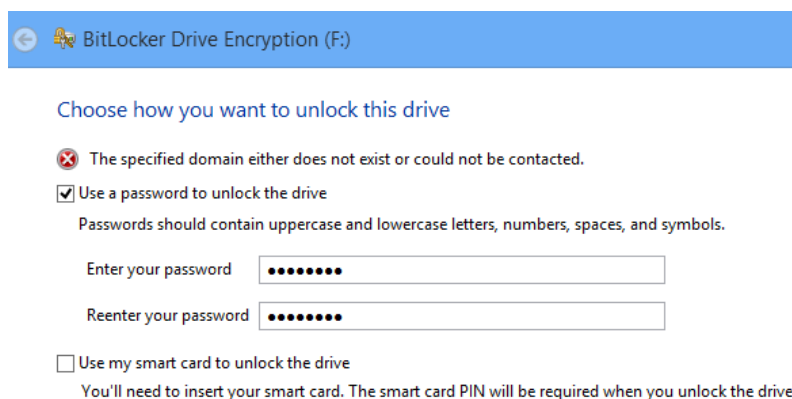 BitLocker Drive Encryption (F:)
Choose how you want to unlock this drive
The specified domain either does not exist or could not be contacted.
Use a password to unlock the drive
Passwords should contain uppercase and lowercase letters, numbers, spaces, and symbols.
Enter your password ●●●●●●●●
Reenter your password ●●●●●●●●
Use my smart card to unlock the drive
You'll need to insert your smart card. The smart card PIN will be required when you unlock the drive